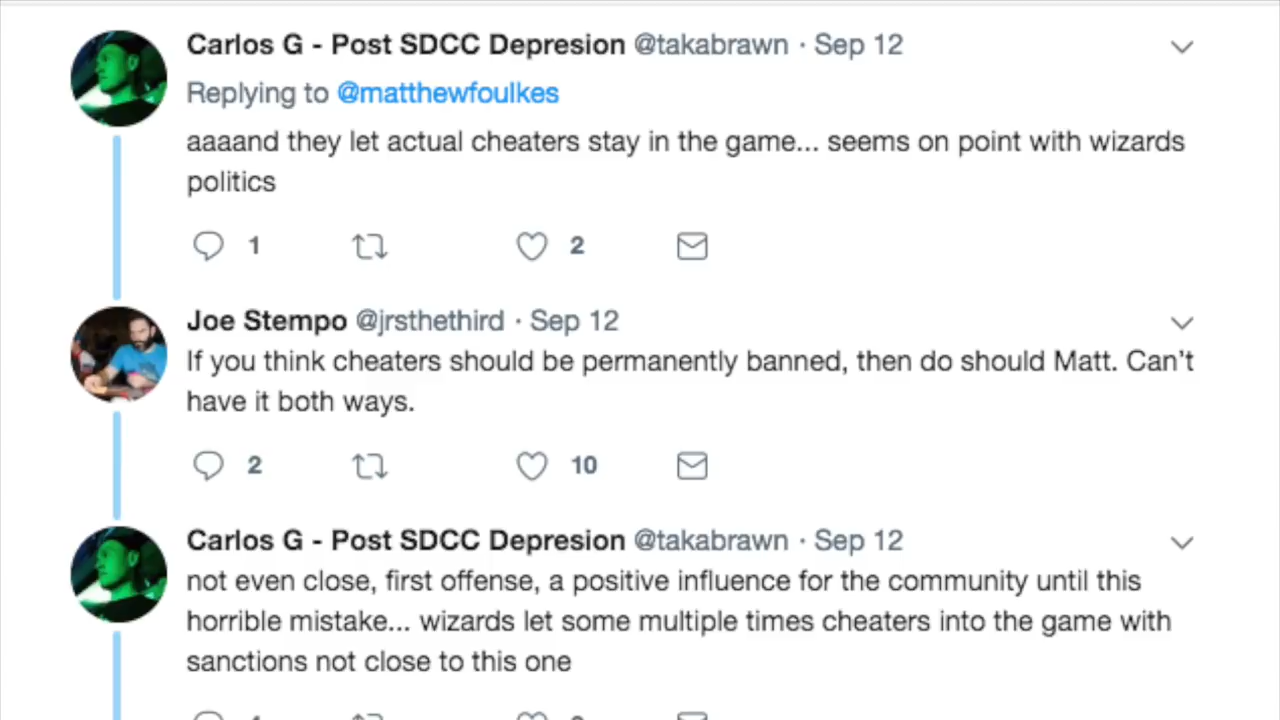 Carlos G - Post SDCC Depresion @takabrawn · Sep 12
Replying to @matthewfoulkes
aaaand they let actual cheaters stay in the game... seems on point with wizards
politics
1 2
Joe Stempo @jrsthethird · Sep 12
If you think cheaters should be permanently banned, then do should Matt. Can't
have it both ways.
2 10
Carlos G - Post SDCC Depresion @takabrawn · Sep 12
not even close, first offense, a positive influence for the community until this
horrible mistake... wizards let some multiple times cheaters into the game with
sanctions not close to this one